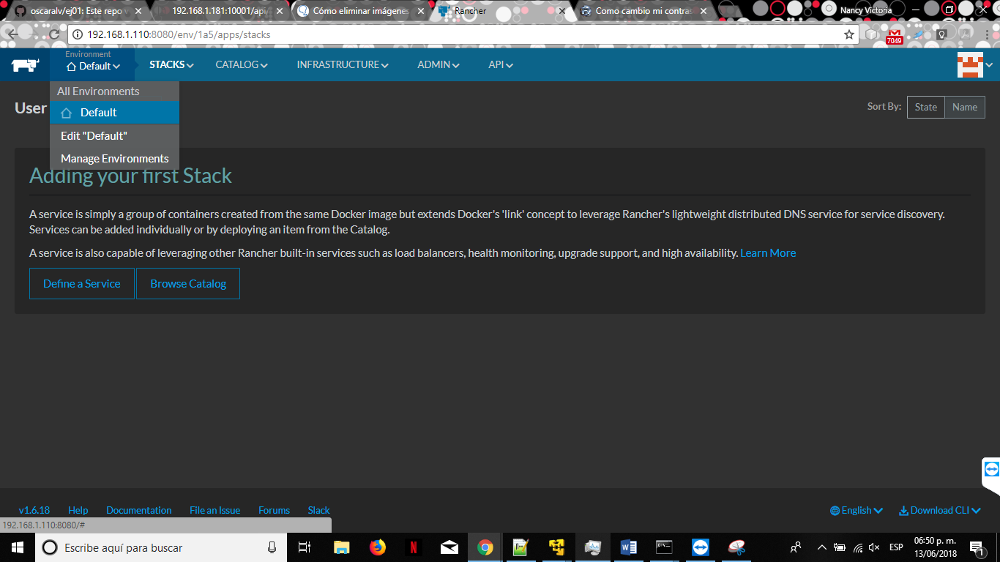 oscaralv/ej01: Este repo
192.168.1.181:10001/api/
Cómo eliminar imágenes
Rancher
Como cambio mi contras
Nancy Victoria
192.168.1.110:8080/env/1a5/apps/stacks
7049
Environment
Default
STACKS
CATALOG
INFRASTRUCTURE
ADMIN
API
All Environments
Default
Edit "Default"
Manage Environments
User
Sort By:
State
Name
Adding your first Stack
A service is simply a group of containers created from the same Docker image but extends Docker's 'link' concept to leverage Rancher's lightweight distributed DNS service for service discovery.
Services can be added individually or by deploying an item from the Catalog.
A service is also capable of leveraging other Rancher built-in services such as load balancers, health monitoring, upgrade support, and high availability. Learn More
Define a Service
Browse Catalog
v1.6.18
Help
Documentation
File an Issue
Forums
Slack
English
Download CLI
192.168.1.110:8080/#
Escribe aquí para buscar
ESP
06:50 p. m.
13/06/2018
1